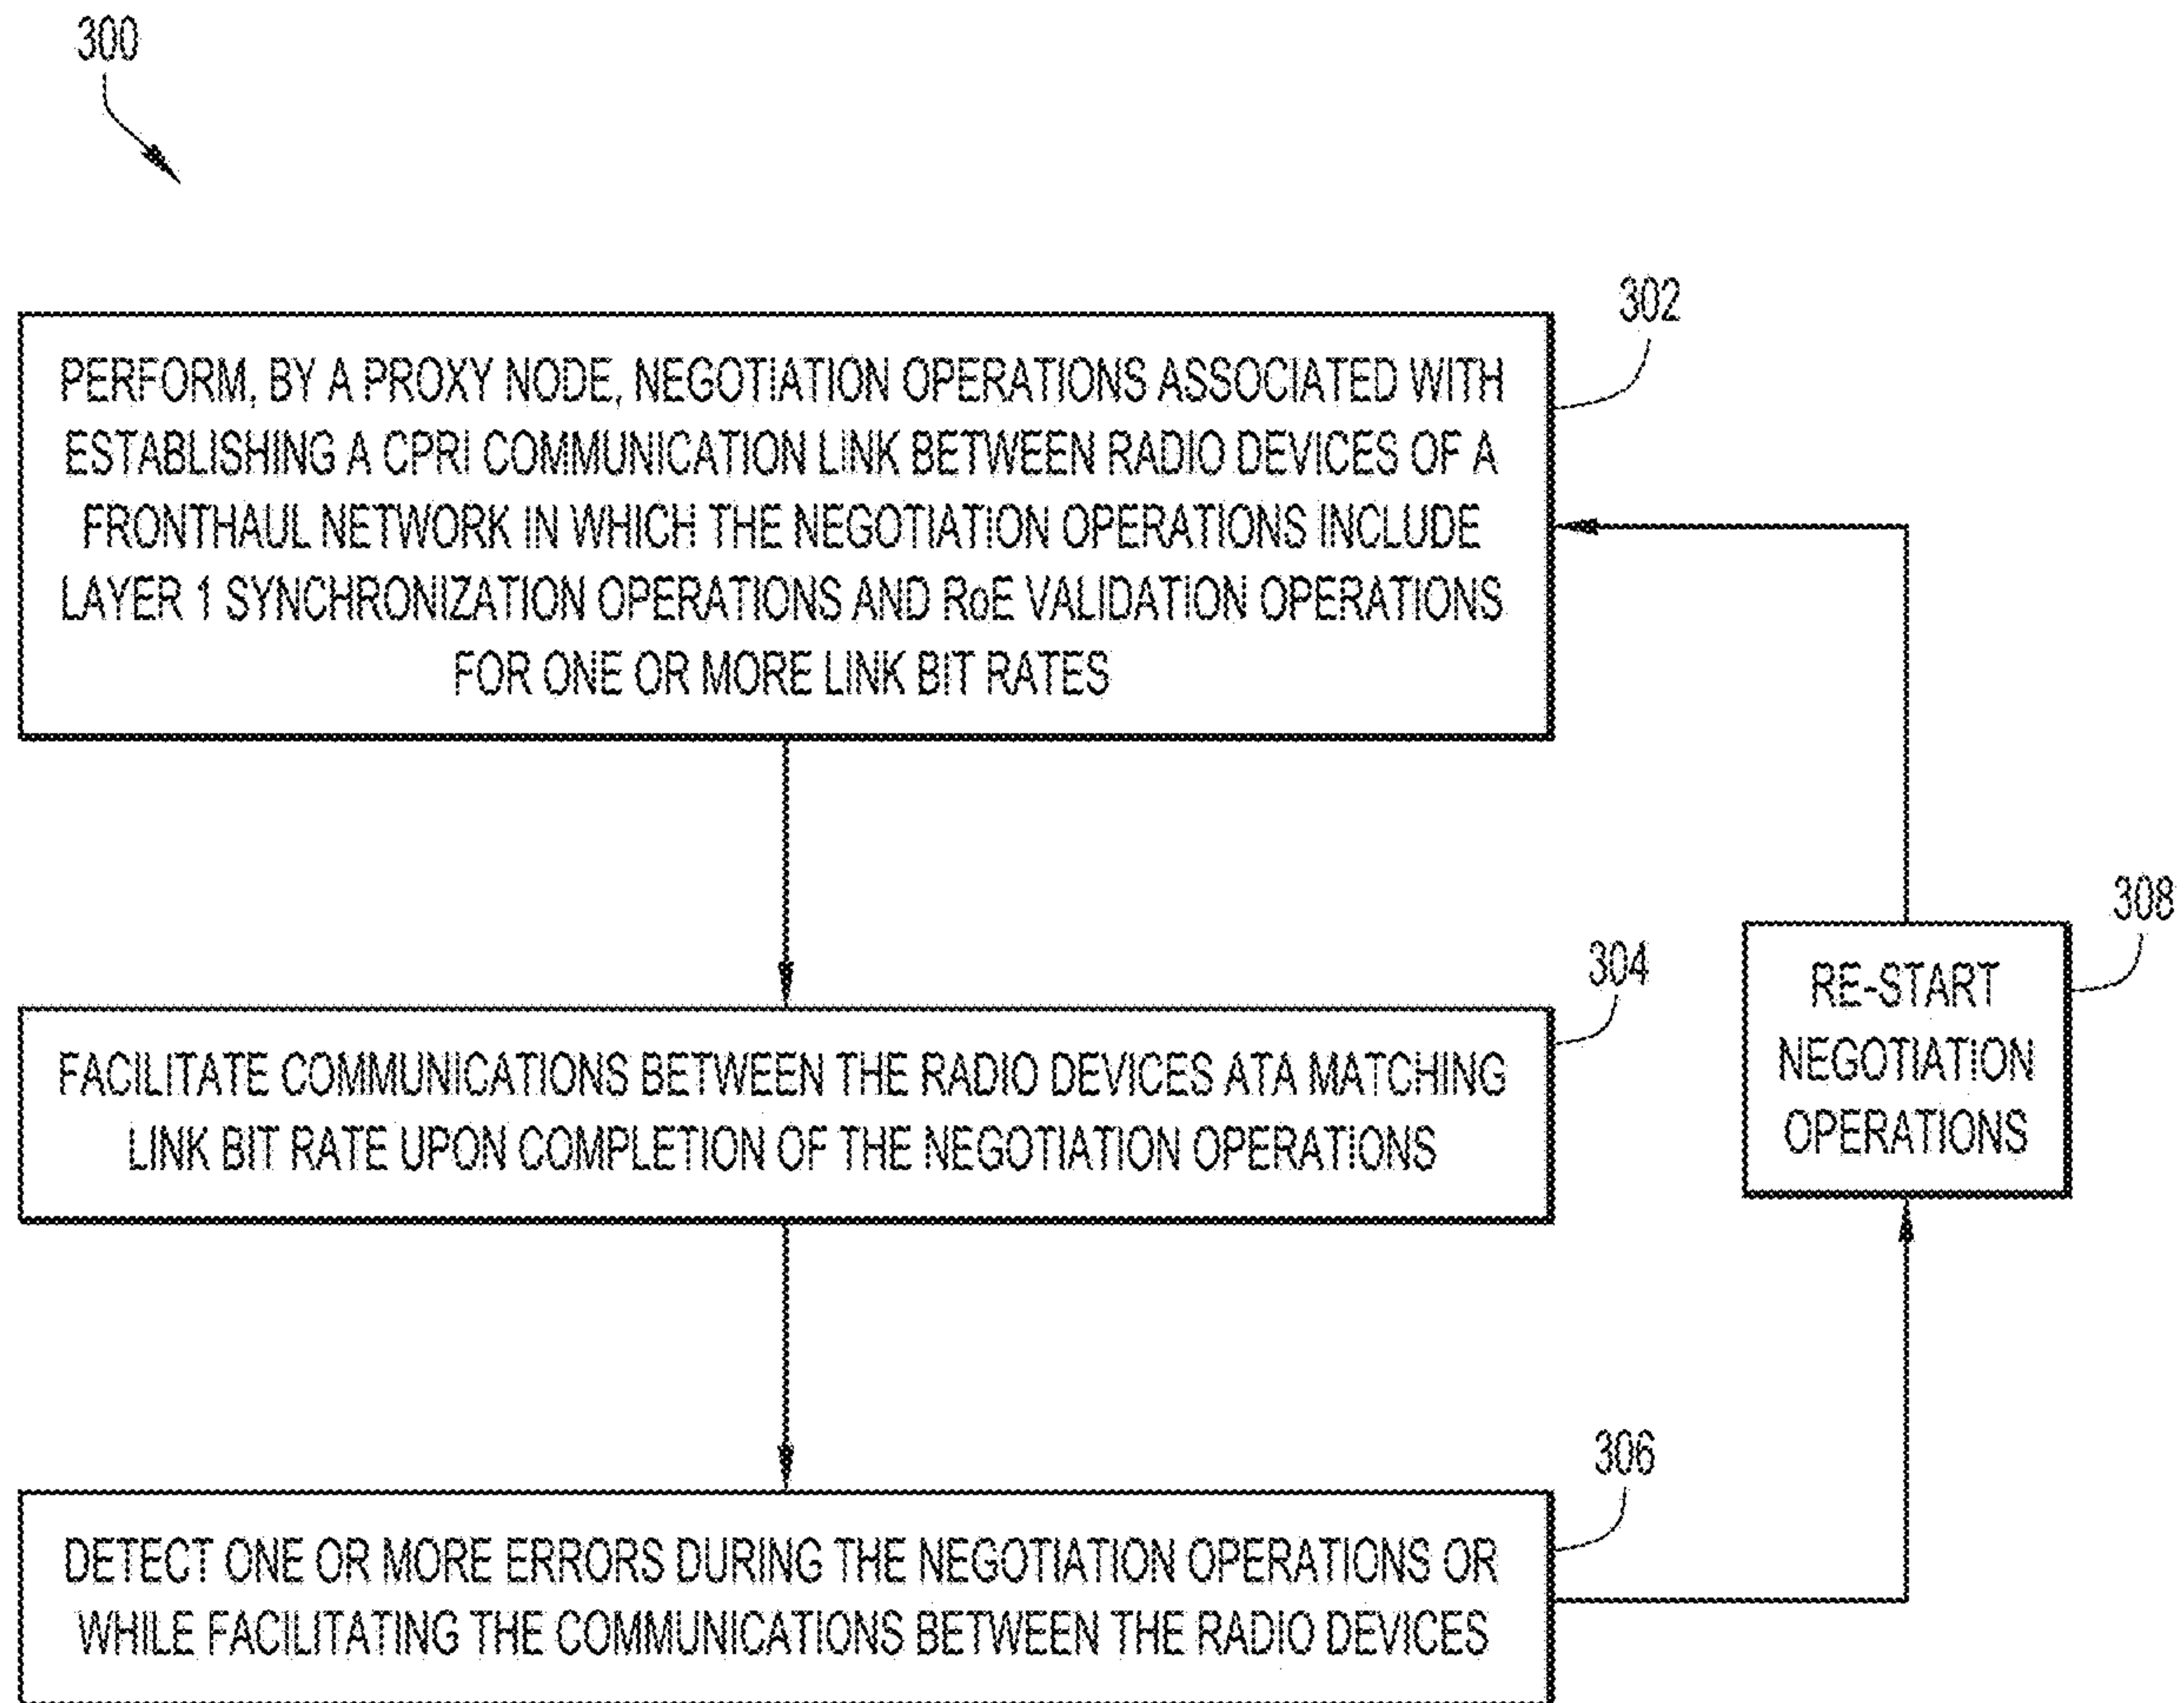 300
302
PERFORM, BY A PROXY NODE, NEGOTIATION OPERATIONS ASSOCIATED WITH
ESTABLISHING A CPRI COMMUNICATION LINK BETWEEN RADIO DEVICES OF A
FRONTHAUL NETWORK IN WHICH THE NEGOTIATION OPERATIONS INCLUDE
LAYER 1 SYNCHRONIZATION OPERATIONS AND RoE VALIDATION OPERATIONS
FOR ONE OR MORE LINK BIT RATES
308
304
RE-START
NEGOTIATION
OPERATIONS
FACILITATE COMMUNICATIONS BETWEEN THE RADIO DEVICES ATA MATCHING
LINK BIT RATE UPON COMPLETION OF THE NEGOTIATION OPERATIONS
306
DETECT ONE OR MORE ERRORS DURING THE NEGOTIATION OPERATIONS OR
WHILE FACILITATING THE COMMUNICATIONS BETWEEN THE RADIO DEVICES